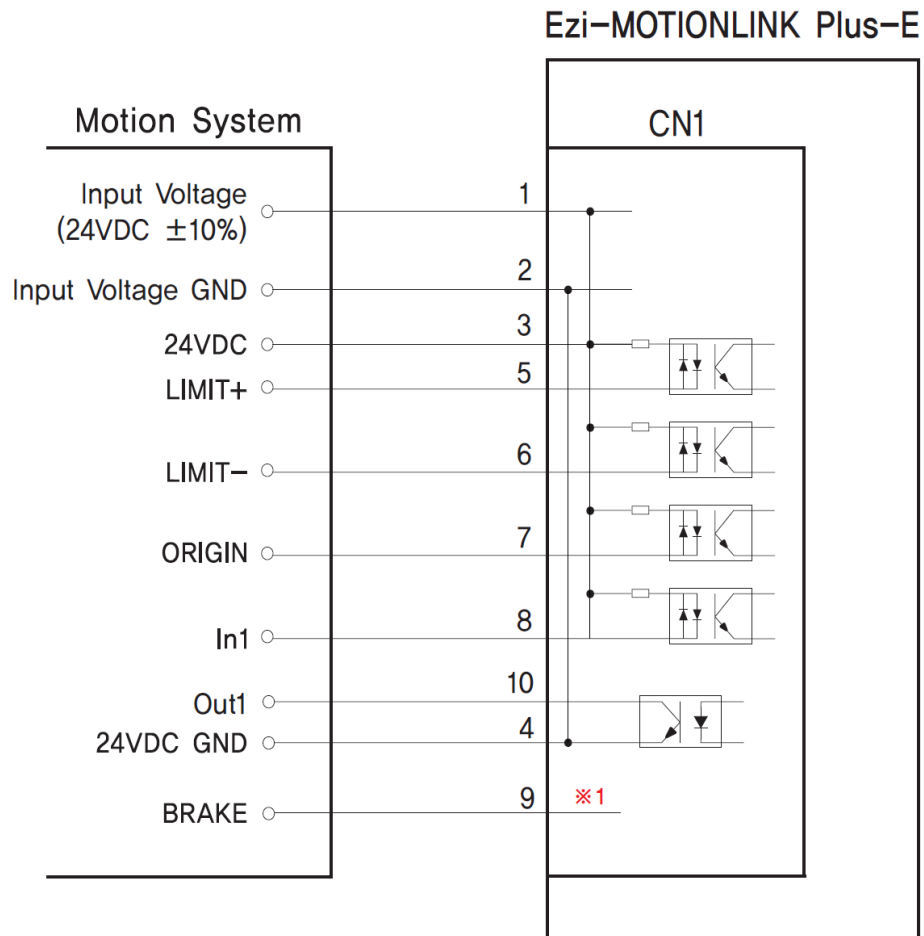 Ezi-MOTIONLINK Plus-E
Motion System
CN1
Input Voltage
(24VDC ±10%)
1
Input Voltage GND
2
24VDC
3
LIMIT+
5
LIMIT-
6
ORIGIN
7
In1
8
Out1
10
24VDC GND
4
BRAKE
9
※1